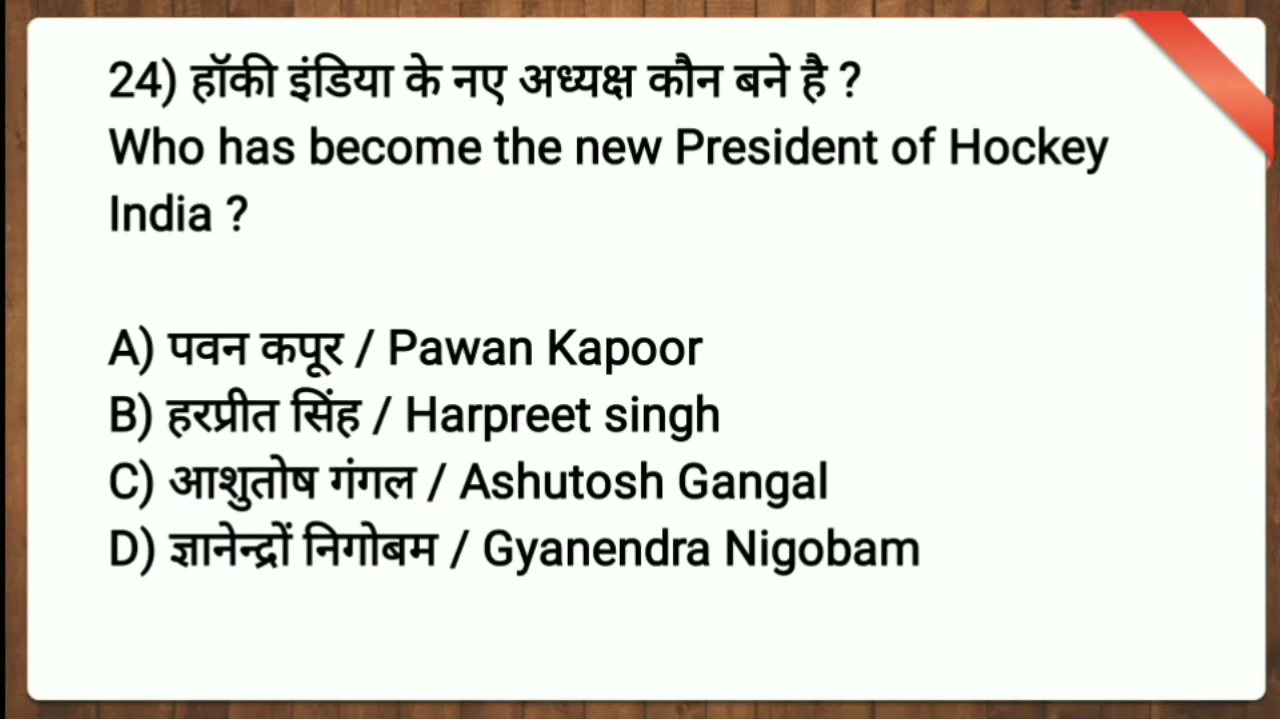 24) हॉकी इंडिया के नए अध्यक्ष कौन बने है ?
Who has become the new President of Hockey
India ?
A) पवन कपूर / Pawan Kapoor
B) हरप्रीत सिंह / Harpreet singh
C) आशुतोष गंगल / Ashutosh Gangal
D) ज्ञानेन्द्रों निगोबम / Gyanendra Nigobam